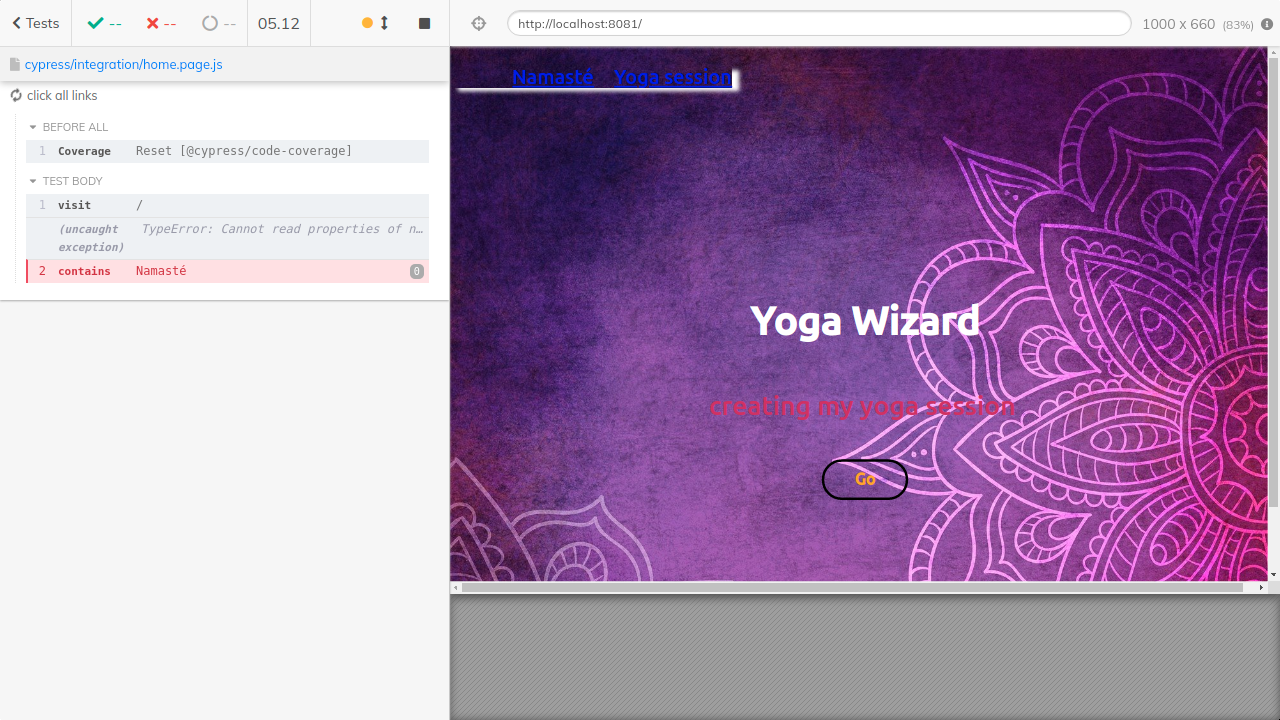 Tests
--
--
--
05.12
http://localhost:8081/
1000 x 660 (83%)
cypress/integration/home.page.js
click all links
BEFORE ALL
1 Coverage Reset [@cypress/code-coverage]
TEST BODY
1 visit /
(uncaught exception) TypeError: Cannot read properties of n…
2 contains Namasté 0
Namasté Yoga session
Yoga Wizard
creating my yoga session
Go